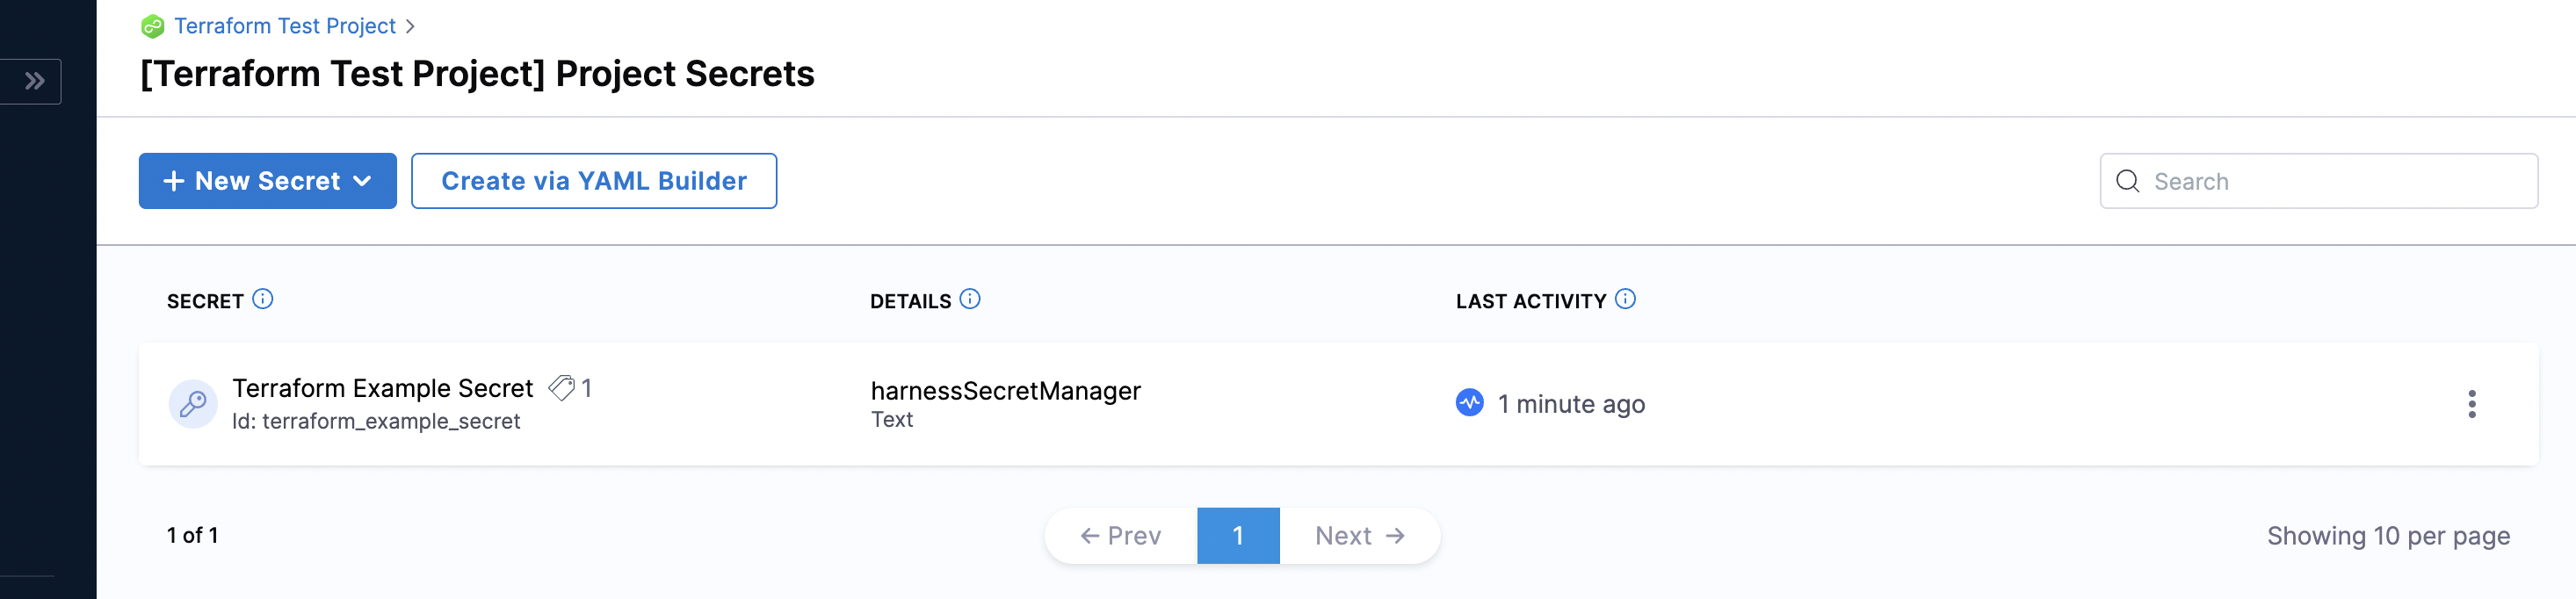 Terraform Test Project >
[Terraform Test Project] Project Secrets
+ New Secret
Create via YAML Builder
Search
SECRET
DETAILS
LAST ACTIVITY
Terraform Example Secret 1
Id: terraform_example_secret
harnessSecretManager
Text
1 minute ago
1 of 1
← Prev
1
Next →
Showing 10 per page